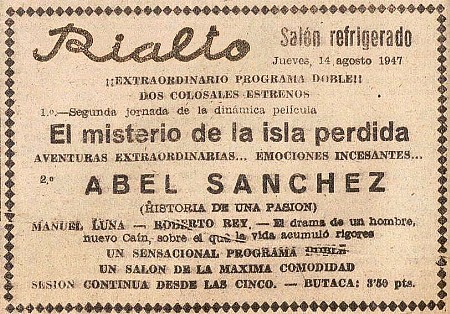 Rialto
Salón refrigerado
Jueves, 14 agosto 1947
¡¡EXTRAORDINARIO PROGRAMA DOBLE!!
DOS COLOSALES ESTRENOS
1.º.—Segunda jornada de la dinámica película
El misterio de la isla perdida
AVENTURAS EXTRAORDINARIAS... EMOCIONES INCESANTES...
2.º
ABEL SANCHEZ
(HISTORIA DE UNA PASION)
MANUEL LUNA — ROBERTO REY. — El drama de un hombre,
nuevo Caín, sobre el que la vida acumuló rigores
UN SENSACIONAL PROGRAMA DOBLE
UN SALON DE LA MAXIMA COMODIDAD
SESION CONTINUA DESDE LAS CINCO. — BUTACA: 3'50 pts.